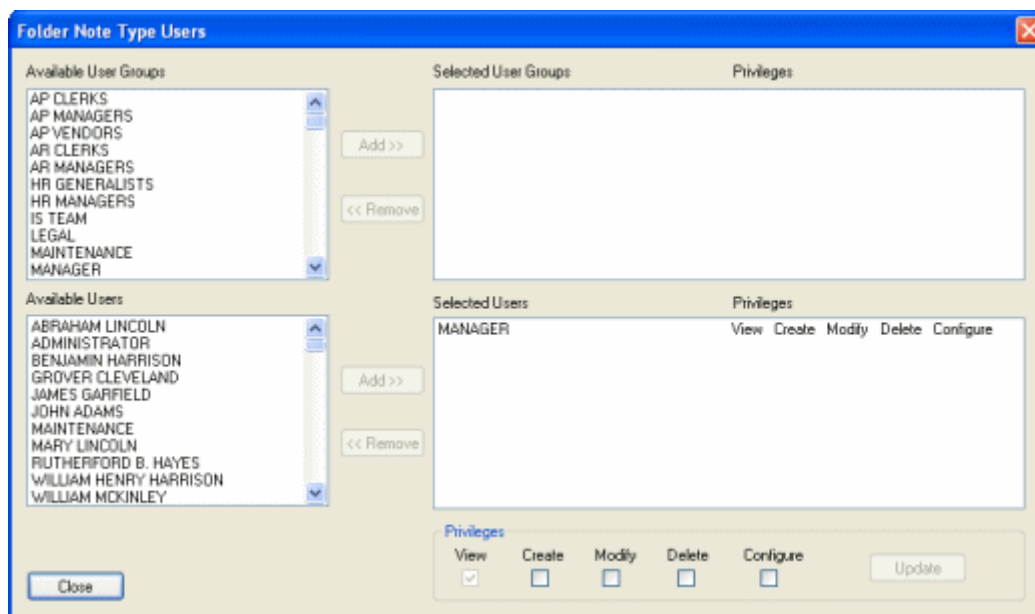 Folder Note Type Users
Available User Groups
AP CLERKS
AP MANAGERS
AP VENDORS
AR CLERKS
AR MANAGERS
HR GENERALISTS
HR MANAGERS
IS TEAM
LEGAL
MAINTENANCE
MANAGER
Add >>
<< Remove
Selected User Groups Privileges
Available Users
ABRAHAM LINCOLN
ADMINISTRATOR
BENJAMIN HARRISON
GROVER CLEVELAND
JAMES GARFIELD
JOHN ADAMS
MAINTENANCE
MARY LINCOLN
RUTHERFORD B. HAYES
WILLIAM HENRY HARRISON
WILLIAM MCKINLEY
Add >>
<< Remove
Selected Users Privileges
MANAGER View Create Modify Delete Configure
Privileges
View Create Modify Delete Configure
Update
Close